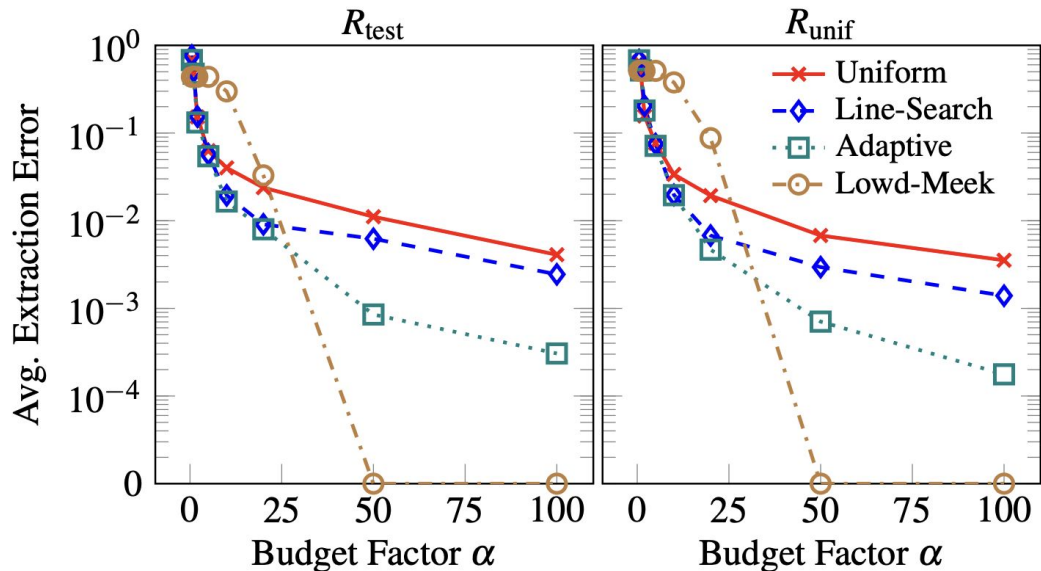 R_test
R_unif
Avg. Extraction Error
10^0
10^−1
10^−2
10^−3
10^−4
0
Uniform
Line-Search
Adaptive
Lowd-Meek
0 25 50 75 100
0 25 50 75 100
Budget Factor α
Budget Factor α